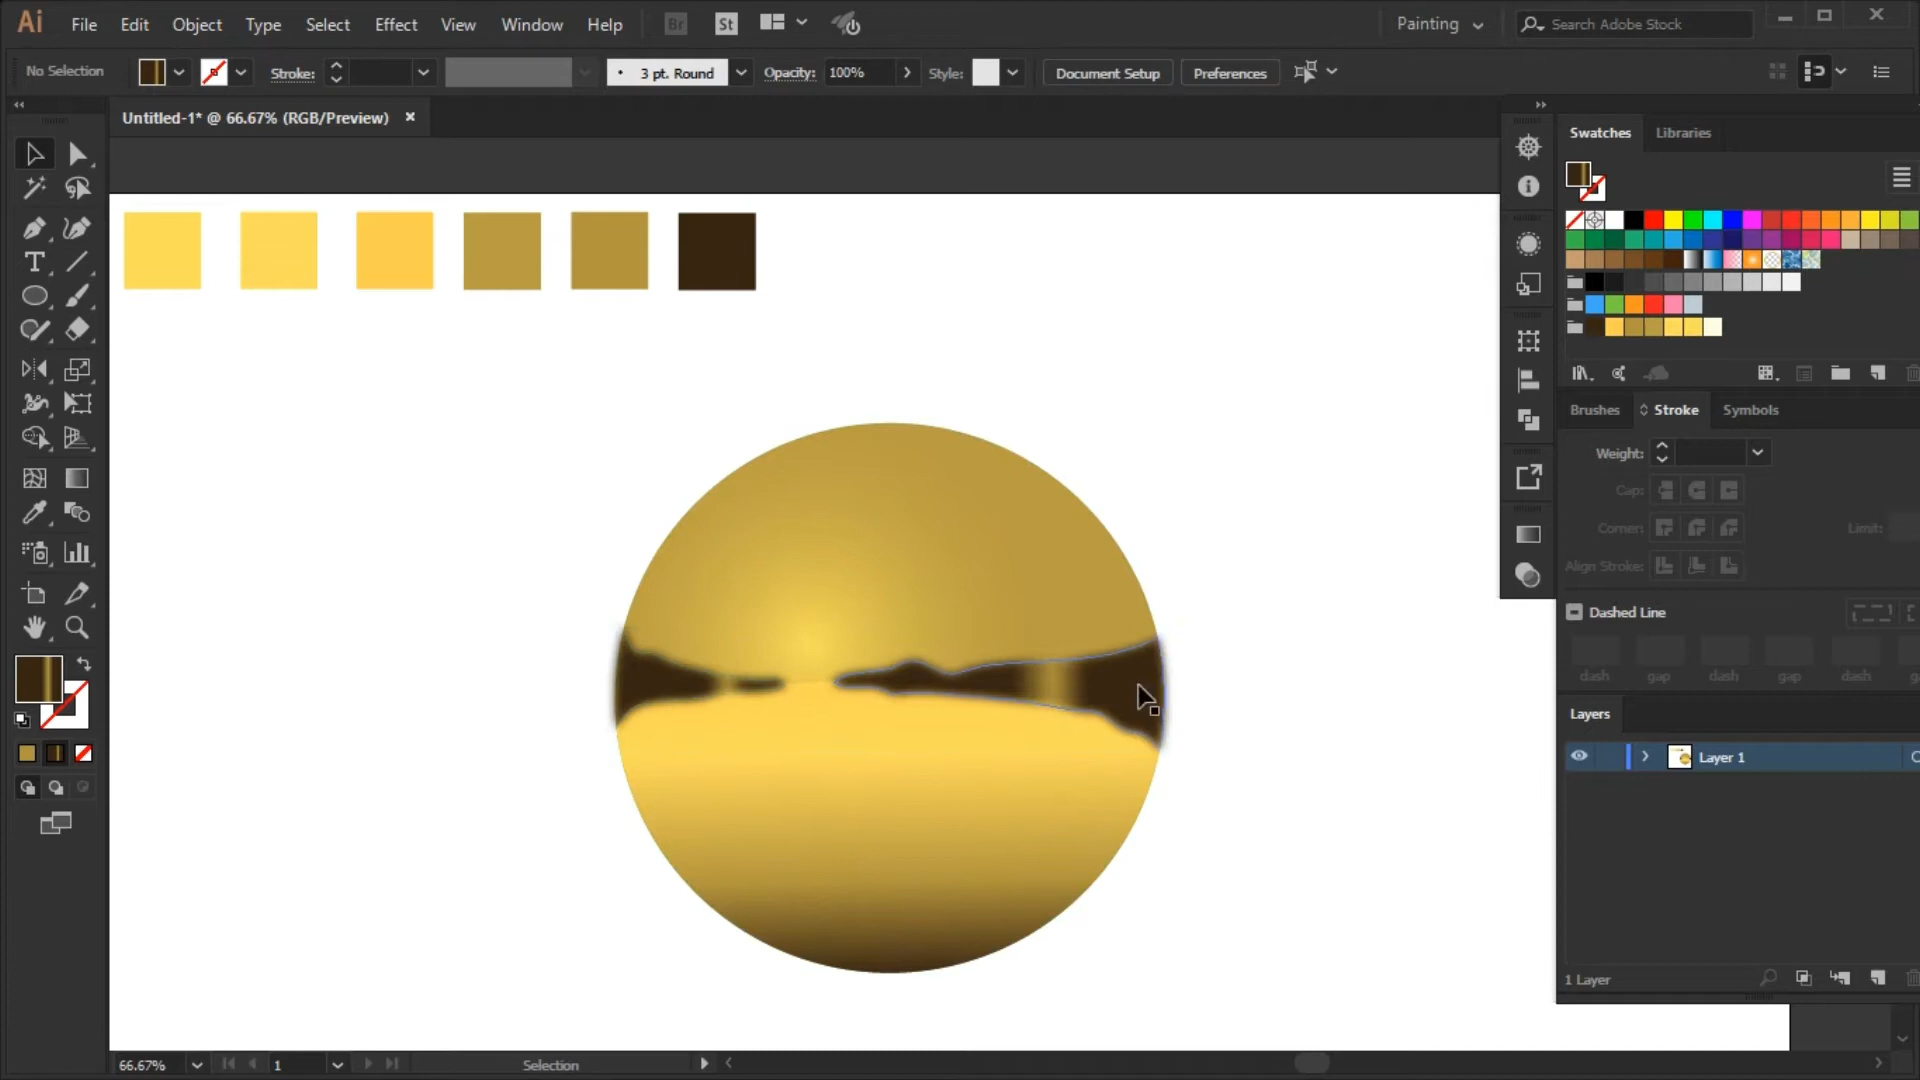 Ai File Edit Object Type Select Effect View Window Help Br St Painting Search Adobe Stock
No Selection Stroke: 3 pt. Round Opacity: 100% Style: Document Setup Preferences
Untitled-1* @ 66.67% (RGB/Preview)
Swatches Libraries
Brushes Stroke Symbols
Weight:
Cap:
Corner: Limit:
Align Stroke:
Dashed Line
dash gap dash gap dash gap
Layers
Layer 1
1 Layer
66.67% 1 Selection